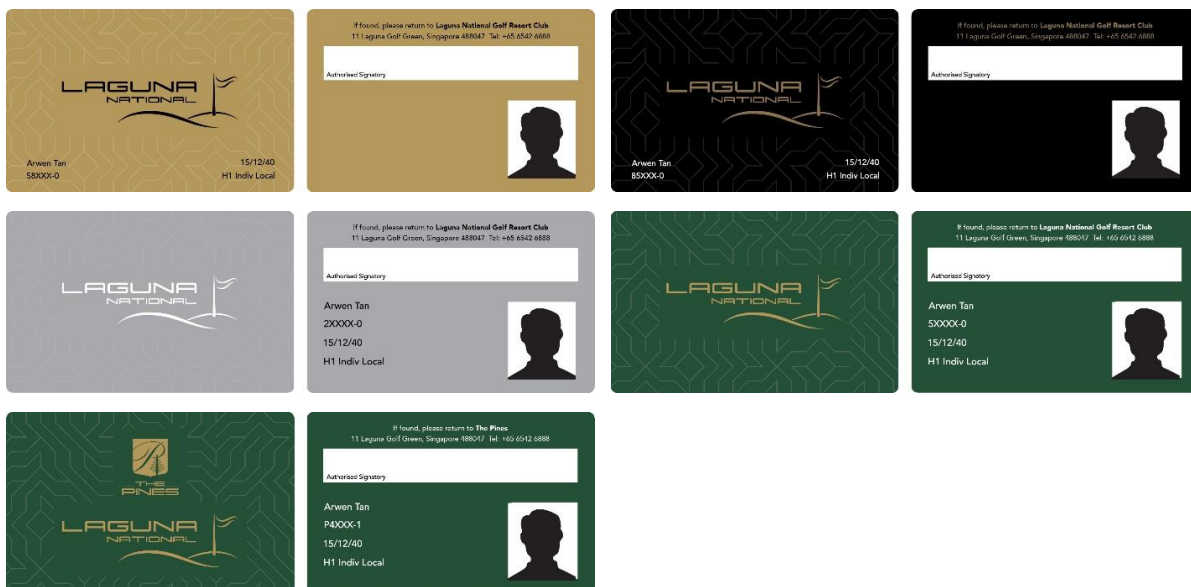 LAGUNA
NATIONAL
Arwen Tan
S8XXX-0
15/12/40
H1 Indiv Local
If found, please return to Laguna National Golf Resort Club
11 Laguna Golf Green, Singapore 488047 Tel: +65 6542 6888
Authorised Signatory
LAGUNA
NATIONAL
Arwen Tan
85XXX-0
15/12/40
H1 Indiv Local
If found, please return to Laguna National Golf Resort Club
11 Laguna Golf Green, Singapore 488047 Tel: +65 6542 6888
Authorised Signatory
LAGUNA
NATIONAL
If found, please return to Laguna National Golf Resort Club
11 Laguna Golf Green, Singapore 488047 Tel: +65 6542 6888
Authorised Signatory
Arwen Tan
2XXXX-0
15/12/40
H1 Indiv Local
LAGUNA
NATIONAL
If found, please return to Laguna National Golf Resort Club
11 Laguna Golf Green, Singapore 488047 Tel: +65 6542 6888
Authorised Signatory
Arwen Tan
5XXXX-0
15/12/40
H1 Indiv Local
P
THE
PINES
LAGUNA
NATIONAL
If found, please return to The Pines
11 Laguna Golf Green, Singapore 488047 Tel: +65 6542 6888
Authorised Signatory
Arwen Tan
P4XXX-1
15/12/40
H1 Indiv Local